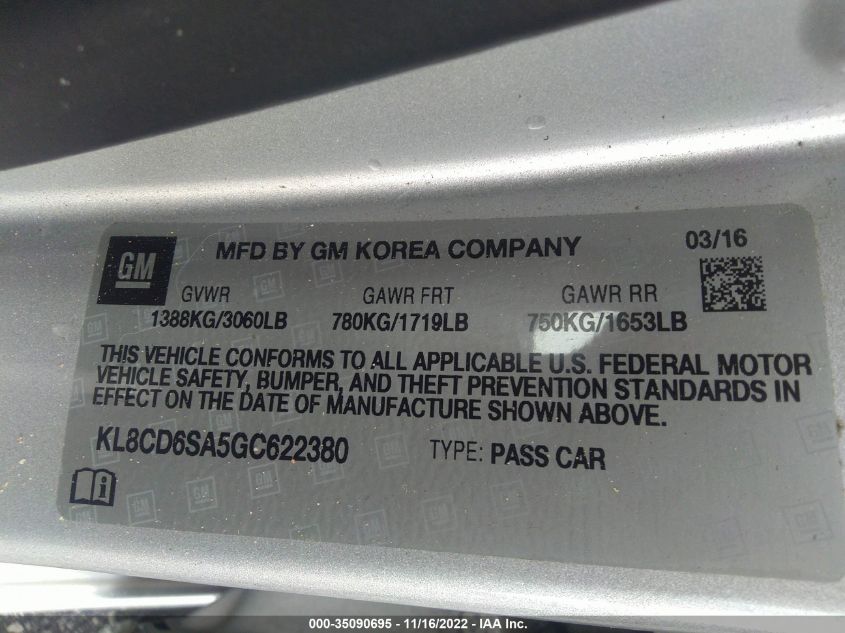 GM
MFD BY GM KOREA COMPANY
03/16
GVWR
GAWR FRT
GAWR RR
1388KG/3060LB
780KG/1719LB
750KG/1653LB
THIS VEHICLE CONFORMS TO ALL APPLICABLE U.S. FEDERAL MOTOR
VEHICLE SAFETY, BUMPER, AND THEFT PREVENTION STANDARDS IN
EFFECT ON THE DATE OF MANUFACTURE SHOWN ABOVE.
KL8CD6SA5GC622380
TYPE: PASS CAR
000-35090695 - 11/16/2022 - IAA Inc.